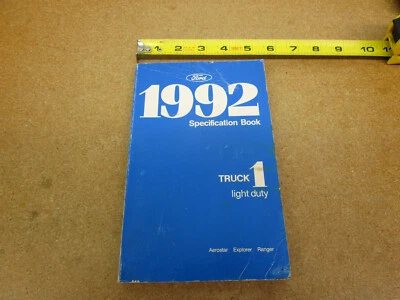 1 2 3 4 5 6 7 8 9 10
Ford
1992
Specification Book
TRUCK 1
light duty
Aerostar Explorer Ranger